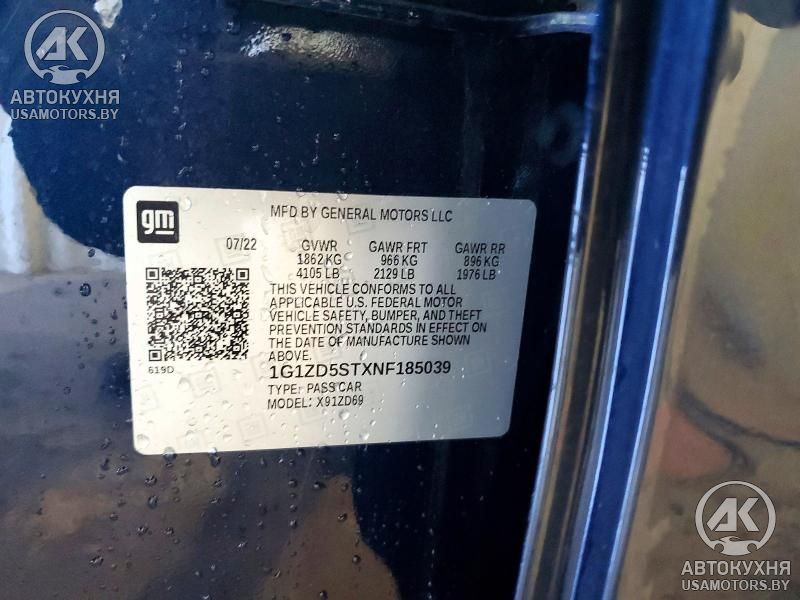 AK
АВТОКУХНЯ
USAMOTORS.BY
gm
MFD BY GENERAL MOTORS LLC
07/22 GVWR GAWR FRT GAWR RR
1862 KG 966 KG 896 KG
4105 LB 2129 LB 1976 LB
THIS VEHICLE CONFORMS TO ALL
APPLICABLE U.S. FEDERAL MOTOR
VEHICLE SAFETY, BUMPER, AND THEFT
PREVENTION STANDARDS IN EFFECT ON
THE DATE OF MANUFACTURE SHOWN
ABOVE.
619D
1G1ZD5STXNF185039
TYPE: PASS CAR
MODEL: X91ZD69
AK
АВТОКУХНЯ
USAMOTORS.BY